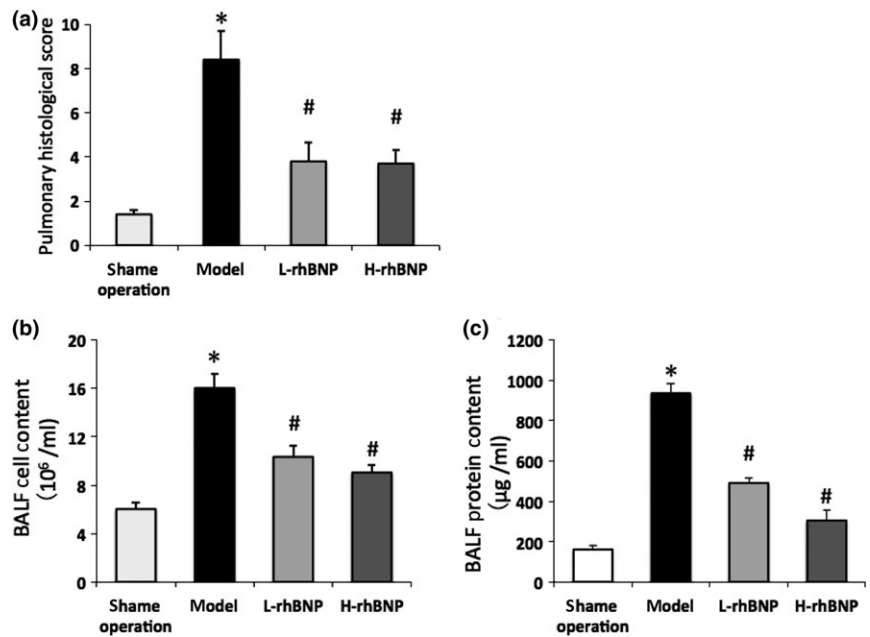 (a)
Pulmonary histological score
10
8
6
4
2
0
*
#
#
Shame operation
Model
L-rhBNP
H-rhBNP
(b)
BALF cell content
(10⁶ /ml)
20
16
12
8
4
0
*
#
#
Shame operation
Model
L-rhBNP
H-rhBNP
(c)
BALF protein content
(μg /ml)
1200
1000
800
600
400
200
0
*
#
#
Shame operation
Model
L-rhBNP
H-rhBNP